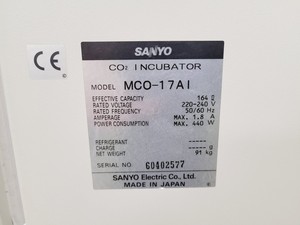 CE
SANYO
CO₂ INCUBATOR
MODEL MCO-17AI
EFFECTIVE CAPACITY 164 ℓ
RATED VOLTAGE 220-240 V
RATED FREQUENCY 50/60 Hz
AMPERAGE MAX. 1.8 A
POWER CONSUMPTION MAX. 440 W
REFRIGERANT -----
CHARGE ----- g
NET WEIGHT 91 kg
SERIAL NO. 60402577
SANYO Electric Co., Ltd.
MADE IN JAPAN